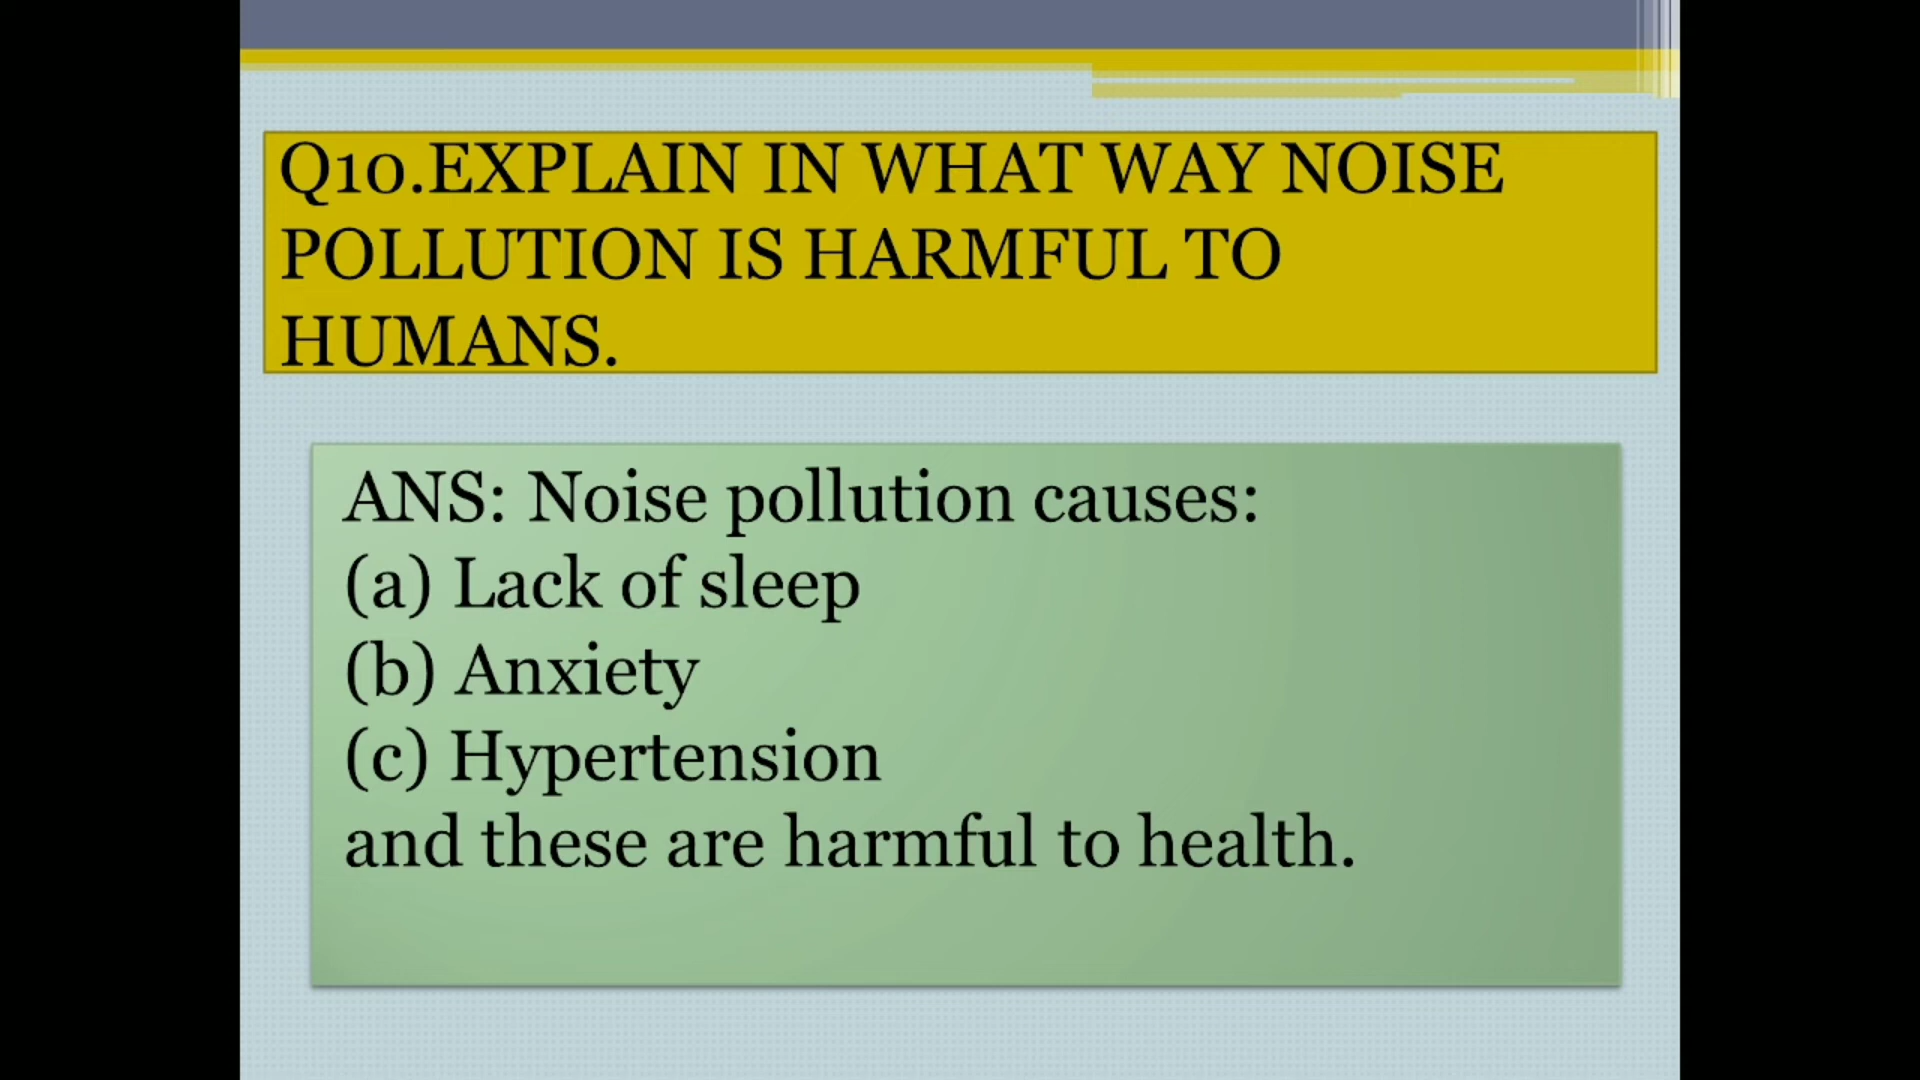 Q10.EXPLAIN IN WHAT WAY NOISE
POLLUTION IS HARMFUL TO
HUMANS.
ANS: Noise pollution causes:
(a) Lack of sleep
(b) Anxiety
(c) Hypertension
and these are harmful to health.